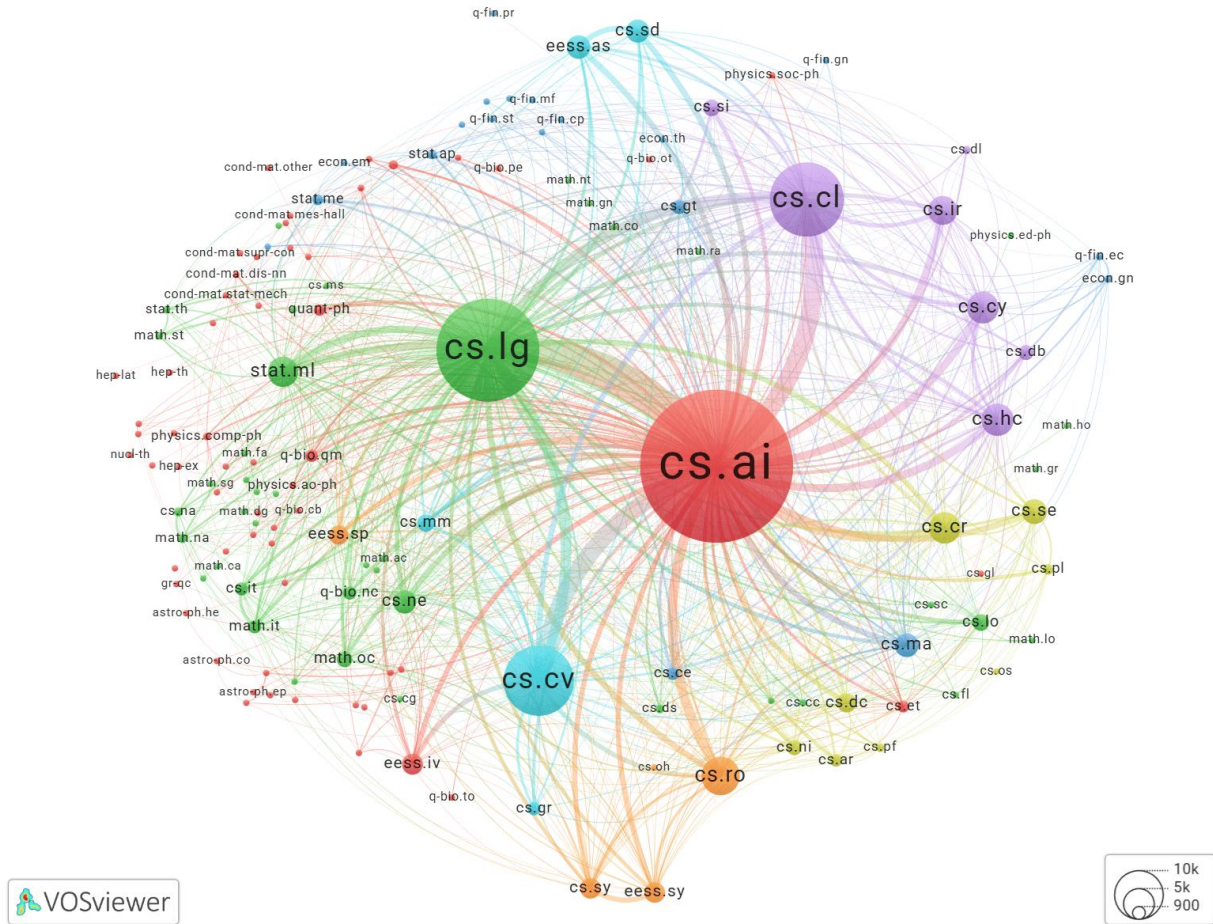 q-fin.pr
cs.sd
eess.as
q-fin.gn
physics.soc-ph
q-fin.mf
cs.si
q-fin.st
q-fin.cp
econ.th
cs.dl
stat.ap
econ.em
q-bio.ot
cond-mat.other
q-bio.pe
math.nt
stat.me
cs.cl
math.gn
cs.gt
cs.ir
cond-mat.mes-hall
math.co
physics.ed-ph
cond-mat.supr-con
math.ra
q-fin.ec
cond-mat.dis-nn
econ.gn
cs.ms
cond-mat.stat-mech
stat.th
quant-ph
cs.cy
math.st
cs.lg
cs.db
hep-lat
hep-th
stat.ml
cs.hc
math.ho
physics.comp-ph
nucl-th
math.fa
q-bio.qm
cs.ai
hep-ex
math.gr
math.sg
physics.ao-ph
cs.na
math.dg
q-bio.cb
cs.mm
cs.se
math.na
eess.sp
cs.cr
math.ac
math.ca
cs.pl
gr-qc
cs.gl
cs.it
q-bio.nc
cs.ne
cs.sc
astro-ph.he
cs.lo
math.it
math.lo
cs.ma
astro-ph.co
math.oc
cs.ce
cs.os
cs.cv
astro-ph.ep
cs.cg
cs.ds
cs.cc
cs.dc
cs.et
cs.fl
cs.ni
cs.pf
cs.ar
eess.iv
cs.oh
cs.ro
q-bio.to
cs.gr
cs.sy
eess.sy
VOSviewer
10k
5k
900